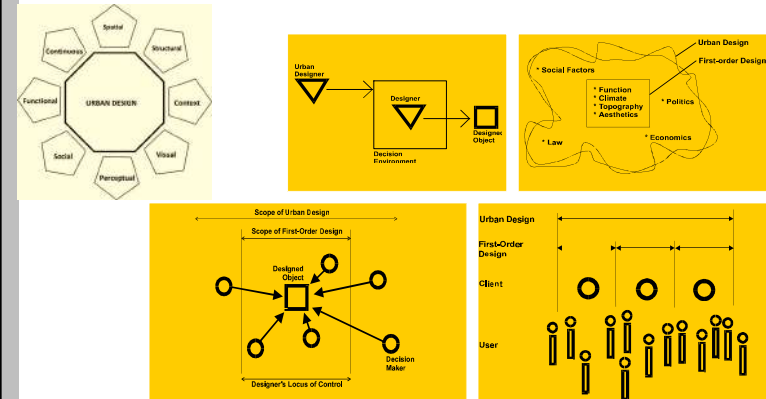 Spatial
Continuous
Structural
Functional
URBAN DESIGN
Context
Social
Visual
Perceptual
Urban
Designer
Designer
Designed
Object
Decision
Environment
Urban Design
First-order Design
* Social Factors
* Function
* Climate
* Topography
* Aesthetics
* Politics
* Economics
* Law
Scope of Urban Design
Scope of First-Order Design
Designed
Object
Decision
Maker
Designer's Locus of Control
Urban Design
First-Order
Design
Client
User